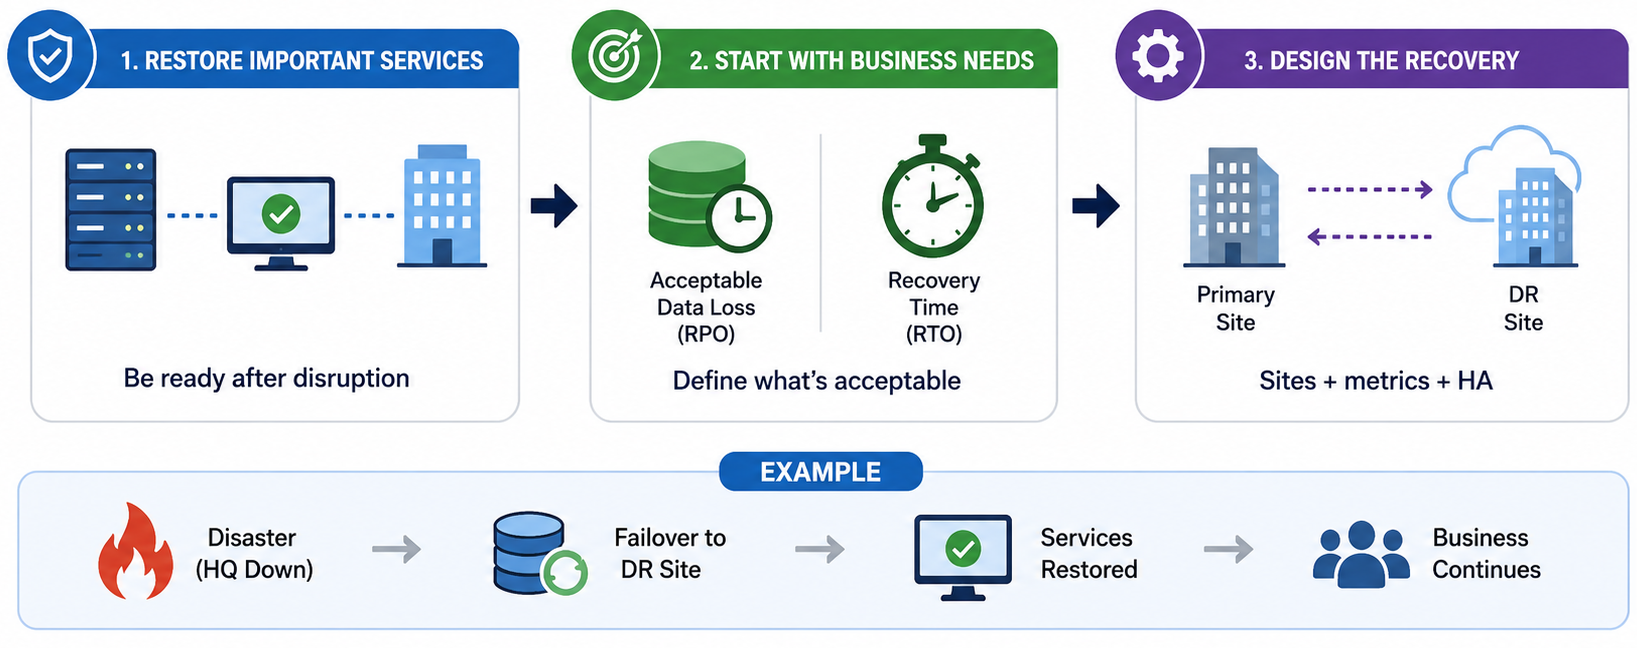 1. RESTORE IMPORTANT SERVICES
Be ready after disruption
2. START WITH BUSINESS NEEDS
Acceptable
Data Loss
(RPO)
Recovery
Time
(RTO)
Define what's acceptable
3. DESIGN THE RECOVERY
Primary
Site
DR
Site
Sites + metrics + HA
EXAMPLE
Disaster
(HQ Down)
Failover to
DR Site
Services
Restored
Business
Continues